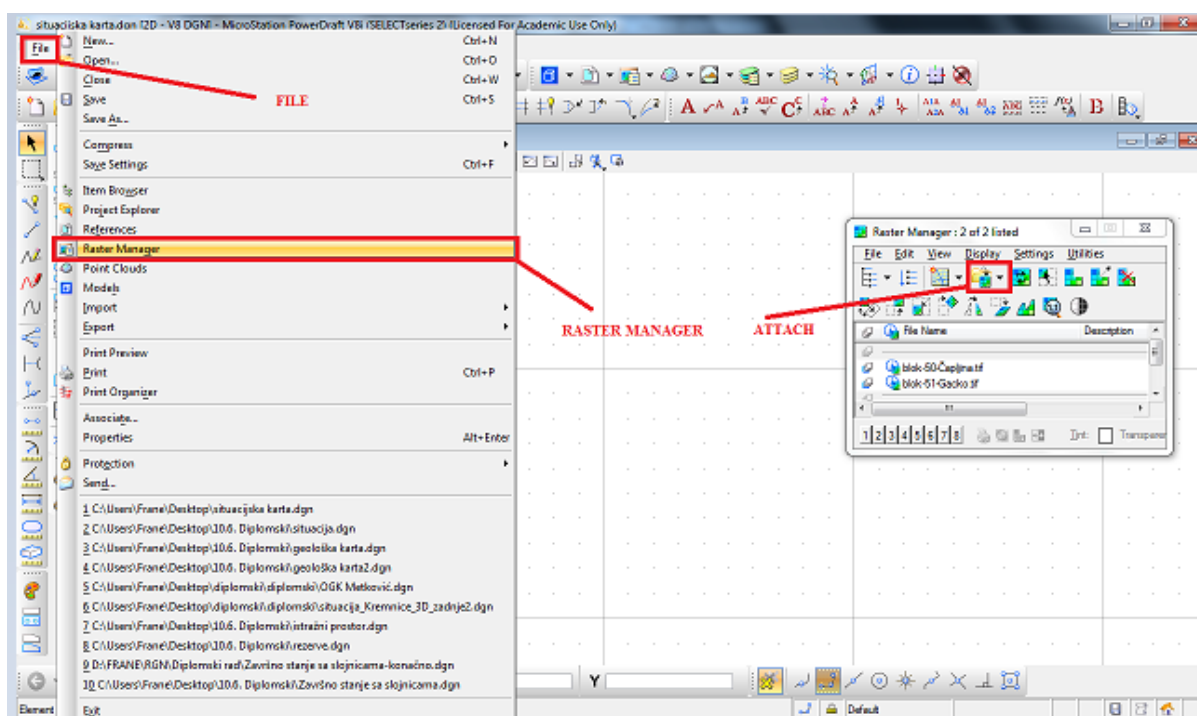 situacijska karta.dgn [2D - V8 DGN] - MicroStation PowerDraft V8i (SELECTseries 2) (Licensed For Academic Use Only)
File
New... Ctrl+N
Open... Ctrl+O
Close Ctrl+W
Save Ctrl+S
Save As...
Compress
Save Settings Ctrl+F
Item Browser
Project Explorer
References
Raster Manager
Point Clouds
Models
Import
Export
Print Preview
Print Ctrl+P
Print Organizer
Associate...
Properties Alt+Enter
Protection
Send...
1 C:\Users\Frane\Desktop\situacijska karta.dgn
2 C:\Users\Frane\Desktop\10.6. Diplomski\situacija.dgn
3 C:\Users\Frane\Desktop\10.6. Diplomski\geološka karta.dgn
4 C:\Users\Frane\Desktop\10.6. Diplomski\geološka karta2.dgn
5 C:\Users\Frane\Desktop\diplomski\diplomski\OGK Metković.dgn
6 C:\Users\Frane\Desktop\diplomski\diplomski\situacija_Kremnice_3D_zadnje2.dgn
7 C:\Users\Frane\Desktop\10.6. Diplomski\istražni prostor.dgn
8 C:\Users\Frane\Desktop\10.6. Diplomski\rezerve.dgn
9 D:\FRANE\RGN\Diplomski rad\Završno stanje sa slojnicama-konačno.dgn
10 C:\Users\Frane\Desktop\10.6. Diplomski\Završno stanje sa slojnicama.dgn
Exit
FILE
RASTER MANAGER
ATTACH
Raster Manager : 2 of 2 listed
File Edit View Display Settings Utilities
File Name Description
blok-50-Čapljina.tif
blok-51-Gacko.tif
1 2 3 4 5 6 7 8 Tint: Transparen
Y
Element
Default